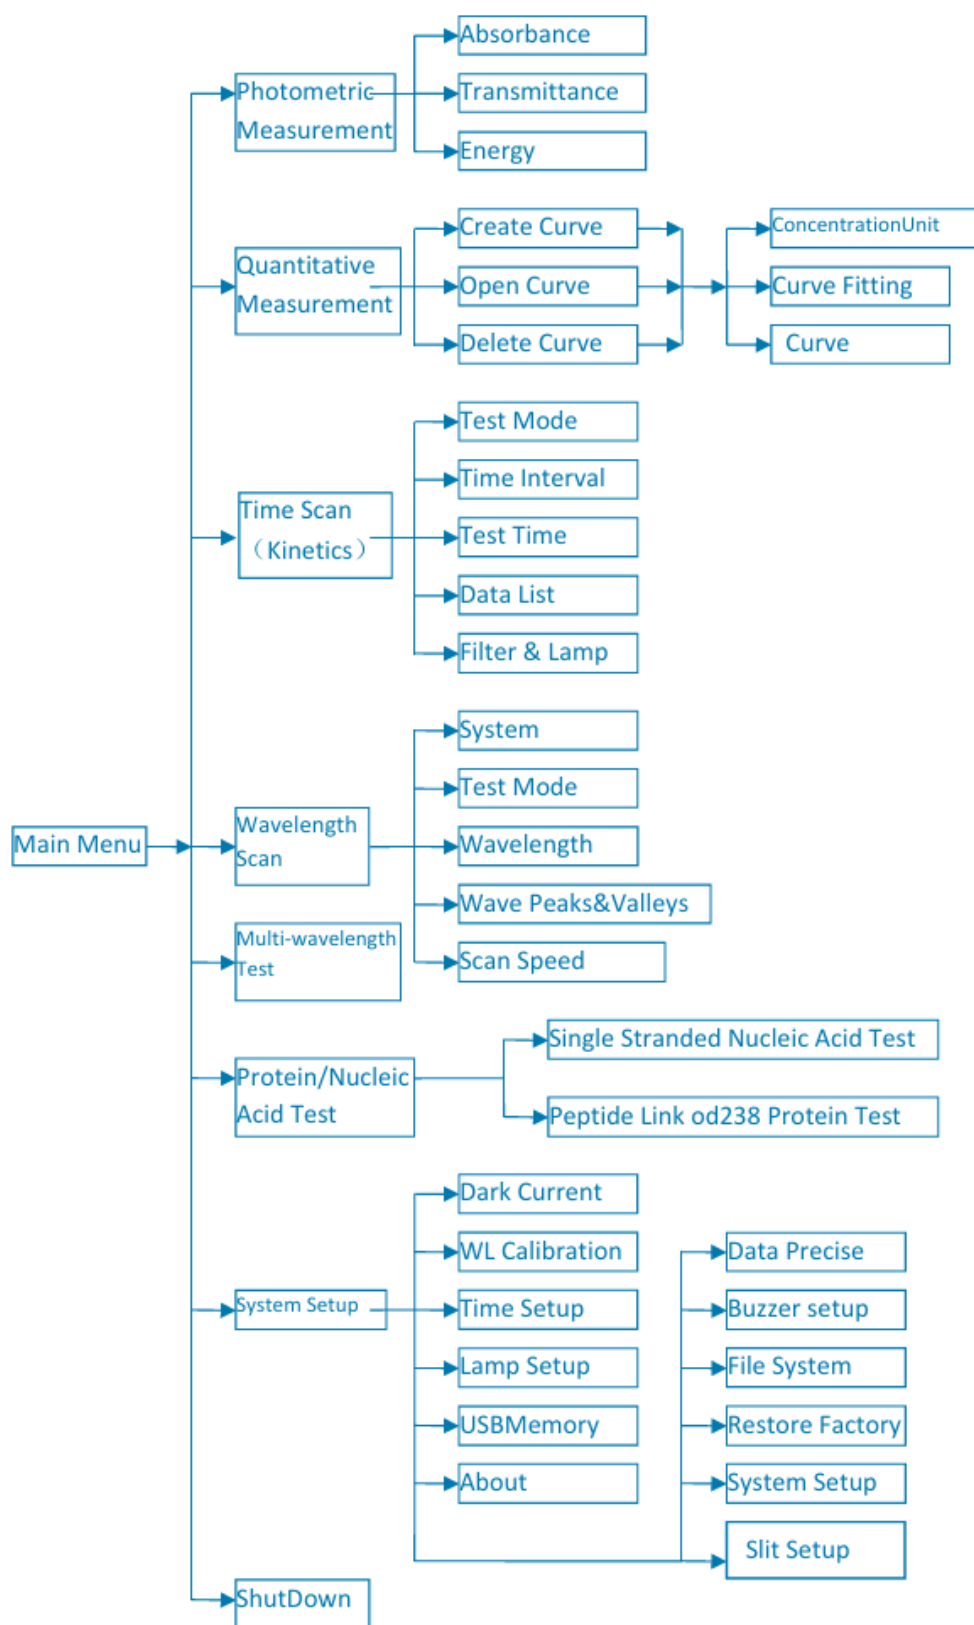 Absorbance
Photometric
Measurement
Transmittance
Energy
Create Curve
ConcentrationUnit
Quantitative
Measurement
Open Curve
Curve Fitting
Delete Curve
Curve
Test Mode
Time Interval
Time Scan
（Kinetics）
Test Time
Data List
Filter & Lamp
System
Test Mode
Main Menu
Wavelength
Scan
Wavelength
Wave Peaks&Valleys
Multi-wavelength
Test
Scan Speed
Single Stranded Nucleic Acid Test
Protein/Nucleic
Acid Test
Peptide Link od238 Protein Test
Dark Current
WL Calibration
Data Precise
System Setup
Time Setup
Buzzer setup
Lamp Setup
File System
USBMemory
Restore Factory
About
System Setup
Slit Setup
ShutDown